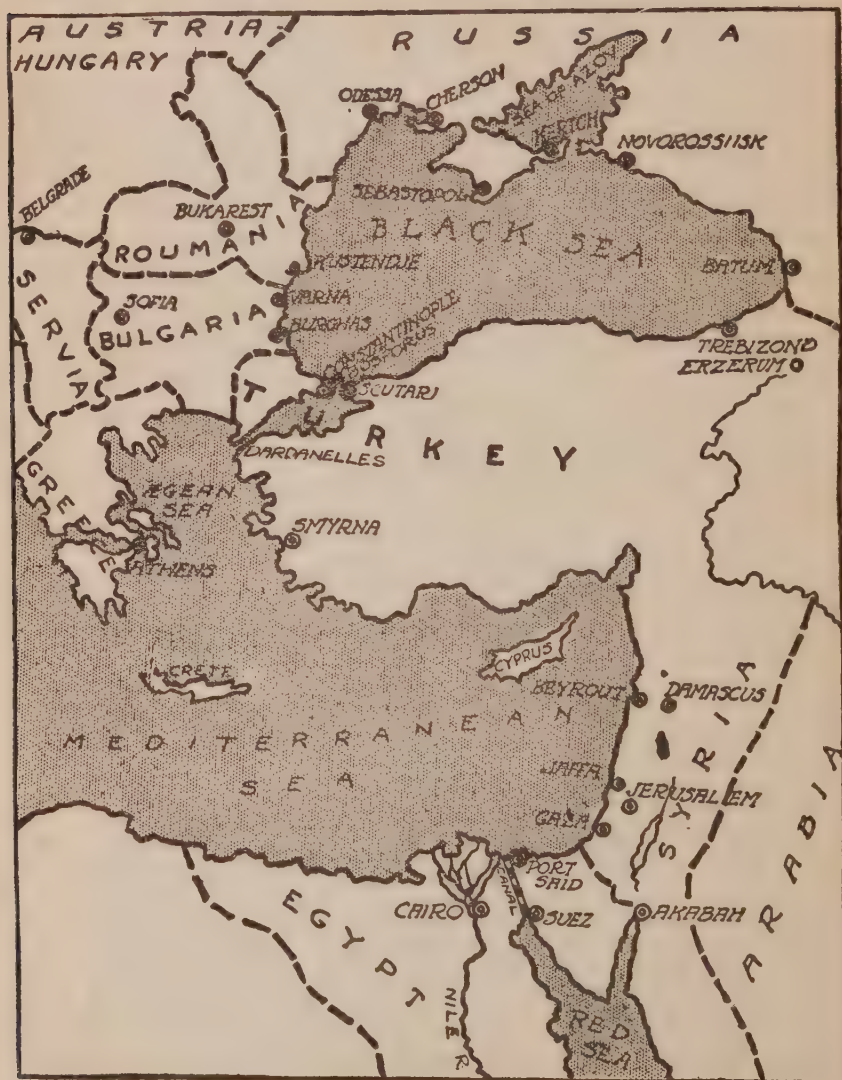 AUSTRIA-
HUNGARY
RUSSIA
SEA OF AZOV
ODESSA
CHERSON
KERTCH
NOVOROSSIISK
BELGRADE
SEBASTOPOL
BUKAREST
ROUMANIA
BLACK SEA
BATUM
KUSTENDJE
SERVIA
SOFIA
VARNA
BULGARIA
BURGHAS
CONSTANTINOPLE
BOSPORUS
TREBIZOND
ERZERUM
SCUTARI
TURKEY
DARDANELLES
GREECE
ÆGEAN
SEA
SMYRNA
ATHENS
CRETE
CYPRUS
BEYROUT
DAMASCUS
SYRIA
MEDITERRANEAN
SEA
JAFFA
JERUSALEM
GAZA
ARABIA
PORT
SAID
CANAL
EGYPT
CAIRO
SUEZ
AKABAH
NILE R
RED
SEA